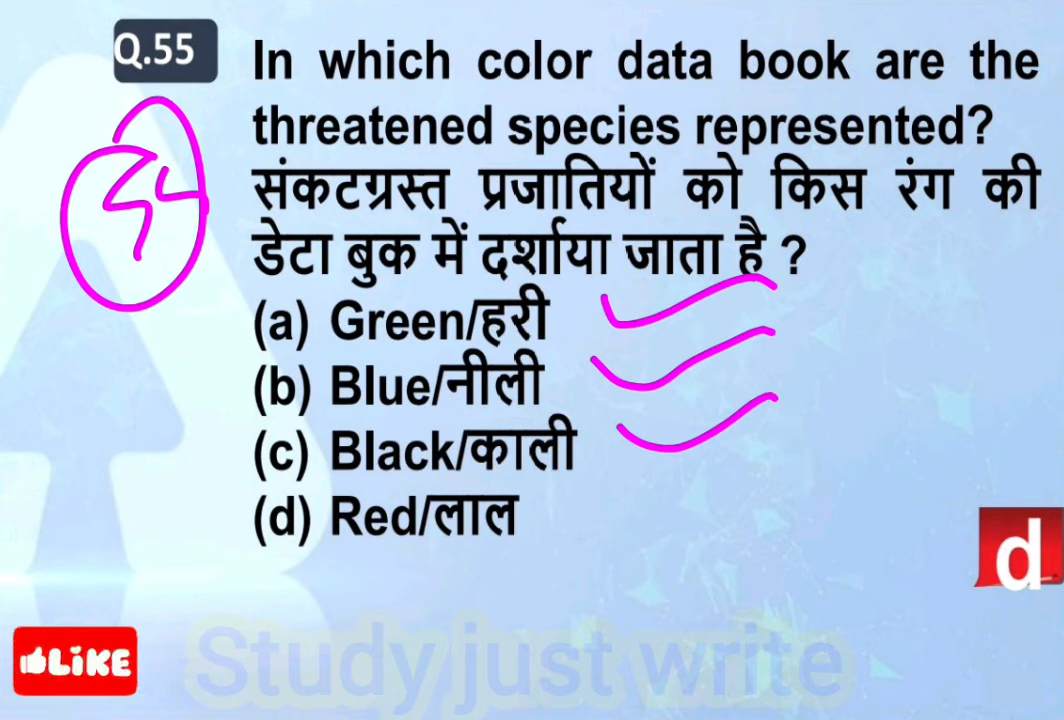 Q.55
In which color data book are the
threatened species represented?
संकटग्रस्त प्रजातियों को किस रंग की
डेटा बुक में दर्शाया जाता है ?
(a) Green/हरी
(b) Blue/नीली
(c) Black/काली
(d) Red/लाल
d
LiKE
Study just write